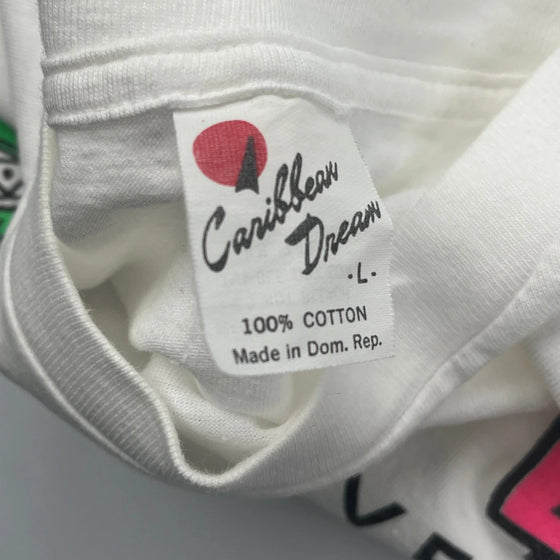 Caribbean
Dream
·L·
100% COTTON
Made in Dom. Rep.